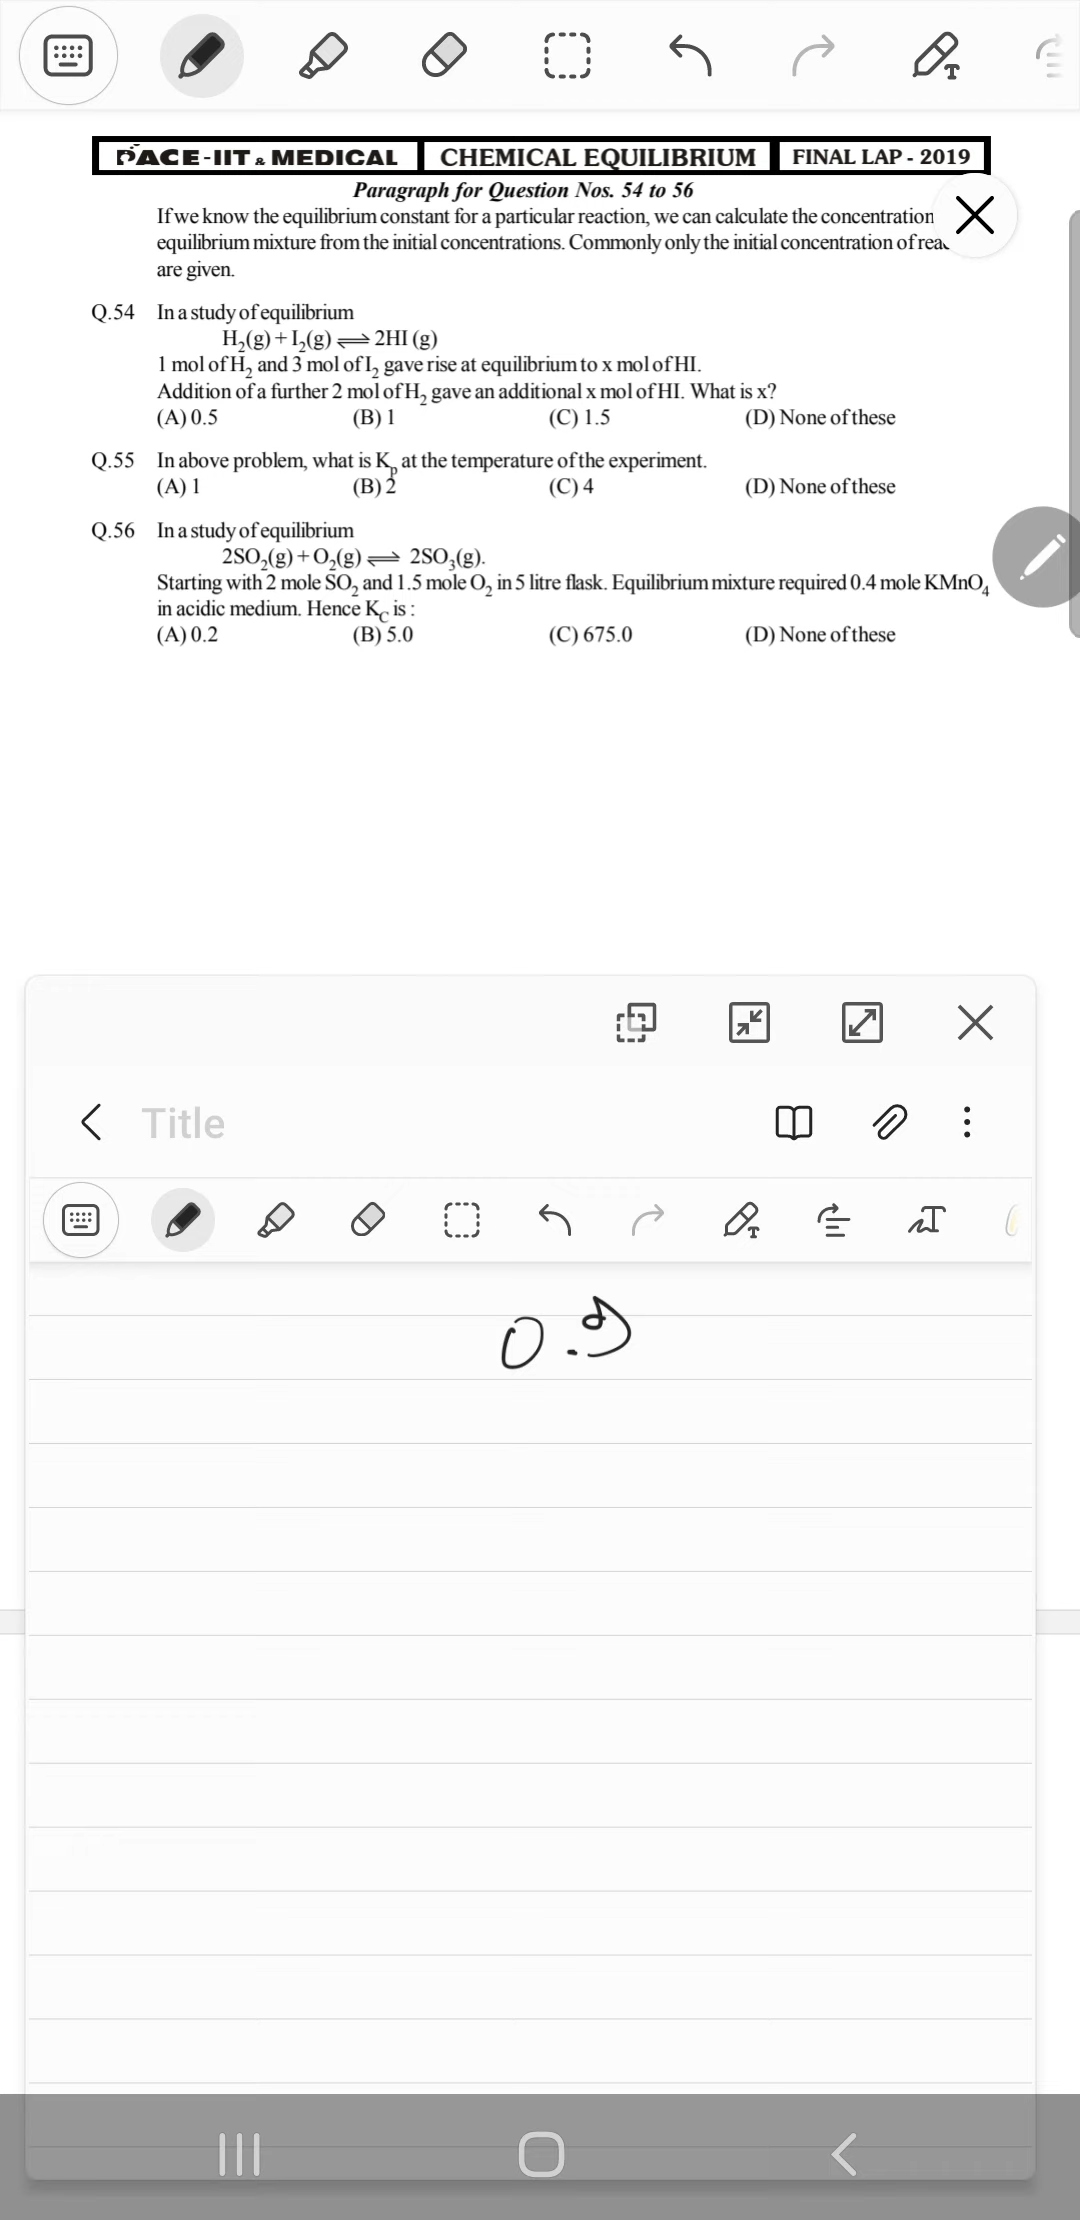 PACE-IIT & MEDICAL CHEMICAL EQUILIBRIUM FINAL LAP - 2019
Paragraph for Question Nos. 54 to 56
If we know the equilibrium constant for a particular reaction, we can calculate the concentration
equilibrium mixture from the initial concentrations. Commonly only the initial concentration of
are given.
Q.54 In a study of equilibrium
H₂(g) + I₂(g) ⇌ 2HI (g)
1 mol of H₂ and 3 mol of I₂ gave rise at equilibrium to x mol of HI.
Addition of a further 2 mol of H₂ gave an additional x mol of HI. What is x?
(A) 0.5 (B) 1 (C) 1.5 (D) None of these
Q.55 In above problem, what is Kₚ at the temperature of the experiment.
(A) 1 (B) 2 (C) 4 (D) None of these
Q.56 In a study of equilibrium
2SO₂(g) + O₂(g) ⇌ 2SO₃(g).
Starting with 2 mole SO₂ and 1.5 mole O₂ in 5 litre flask. Equilibrium mixture required 0.4 mole KMnO₄
in acidic medium. Hence K_C is :
(A) 0.2 (B) 5.0 (C) 675.0 (D) None of these
Title